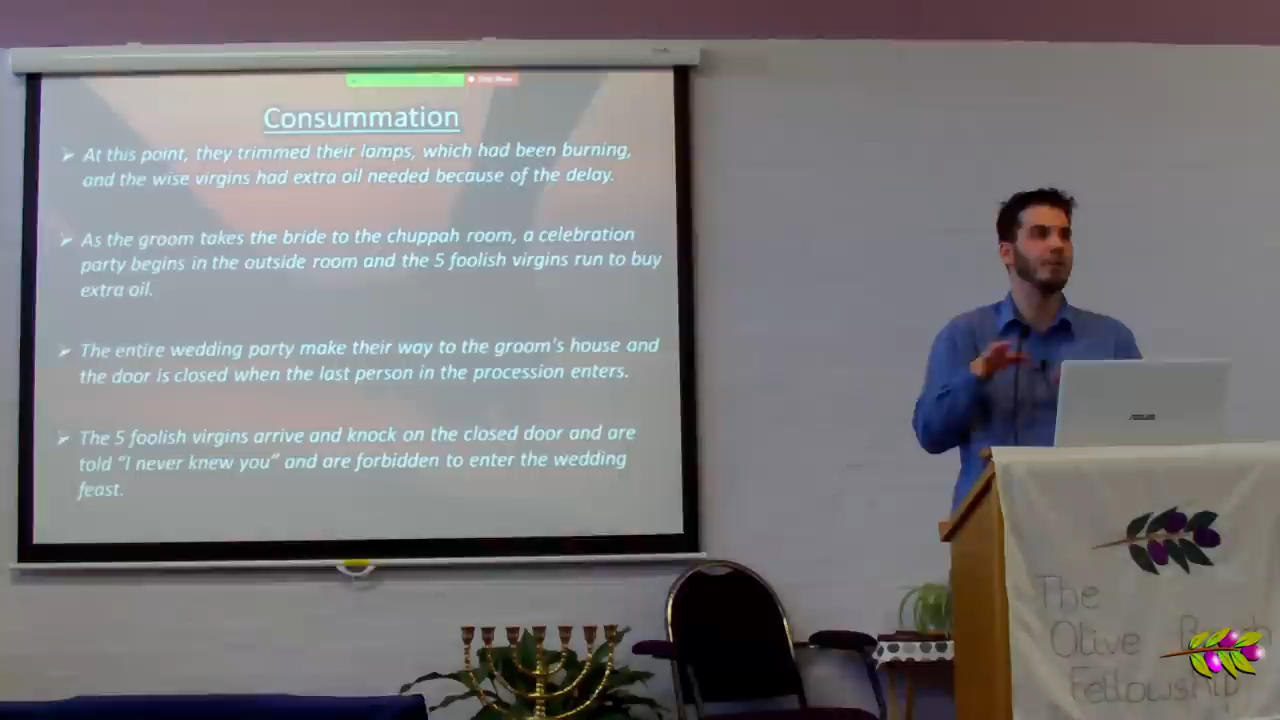 Consummation
➢ At this point, they trimmed their lamps, which had been burning,
and the wise virgins had extra oil needed because of the delay.
➢ As the groom takes the bride to the chuppah room, a celebration
party begins in the outside room and the 5 foolish virgins run to buy
extra oil.
➢ The entire wedding party make their way to the groom's house and
the door is closed when the last person in the procession enters.
➢ The 5 foolish virgins arrive and knock on the closed door and are
told “I never knew you” and are forbidden to enter the wedding
feast.
ASUS
The
Olive
Fellowship